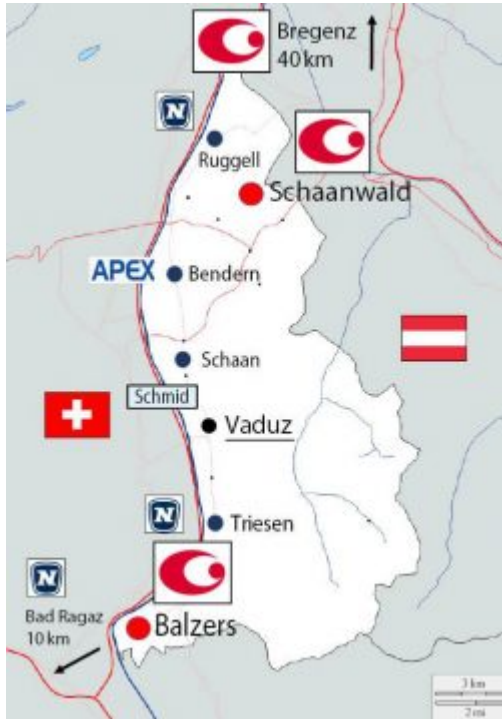 Bregenz
40 km
N
Ruggell
Schaanwald
APEX
Bendern
Schaan
Schmid
Vaduz
N
Triesen
N
Bad Ragaz
10 km
Balzers
3 km
2 mi